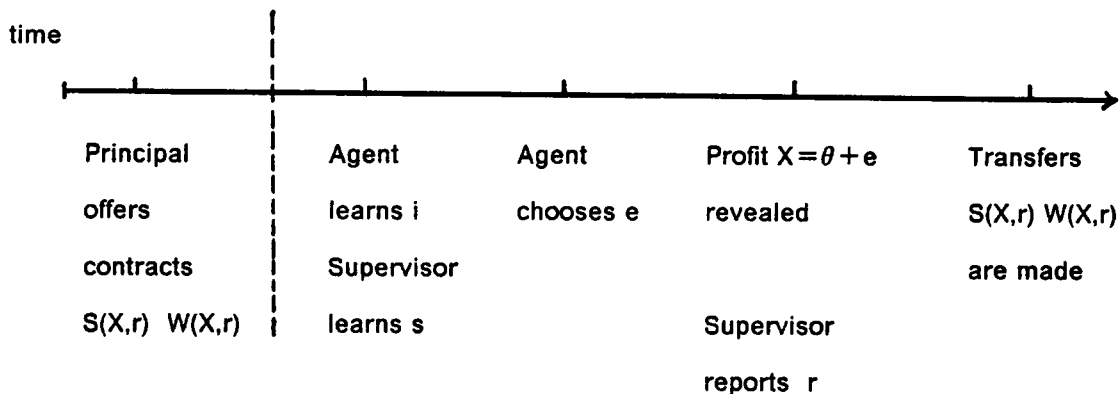 time
Principal
offers
contracts
S(X,r) W(X,r)
Agent
learns i
Supervisor
learns s
Agent
chooses e
Profit X=θ+e
revealed
Supervisor
reports r
Transfers
S(X,r) W(X,r)
are made